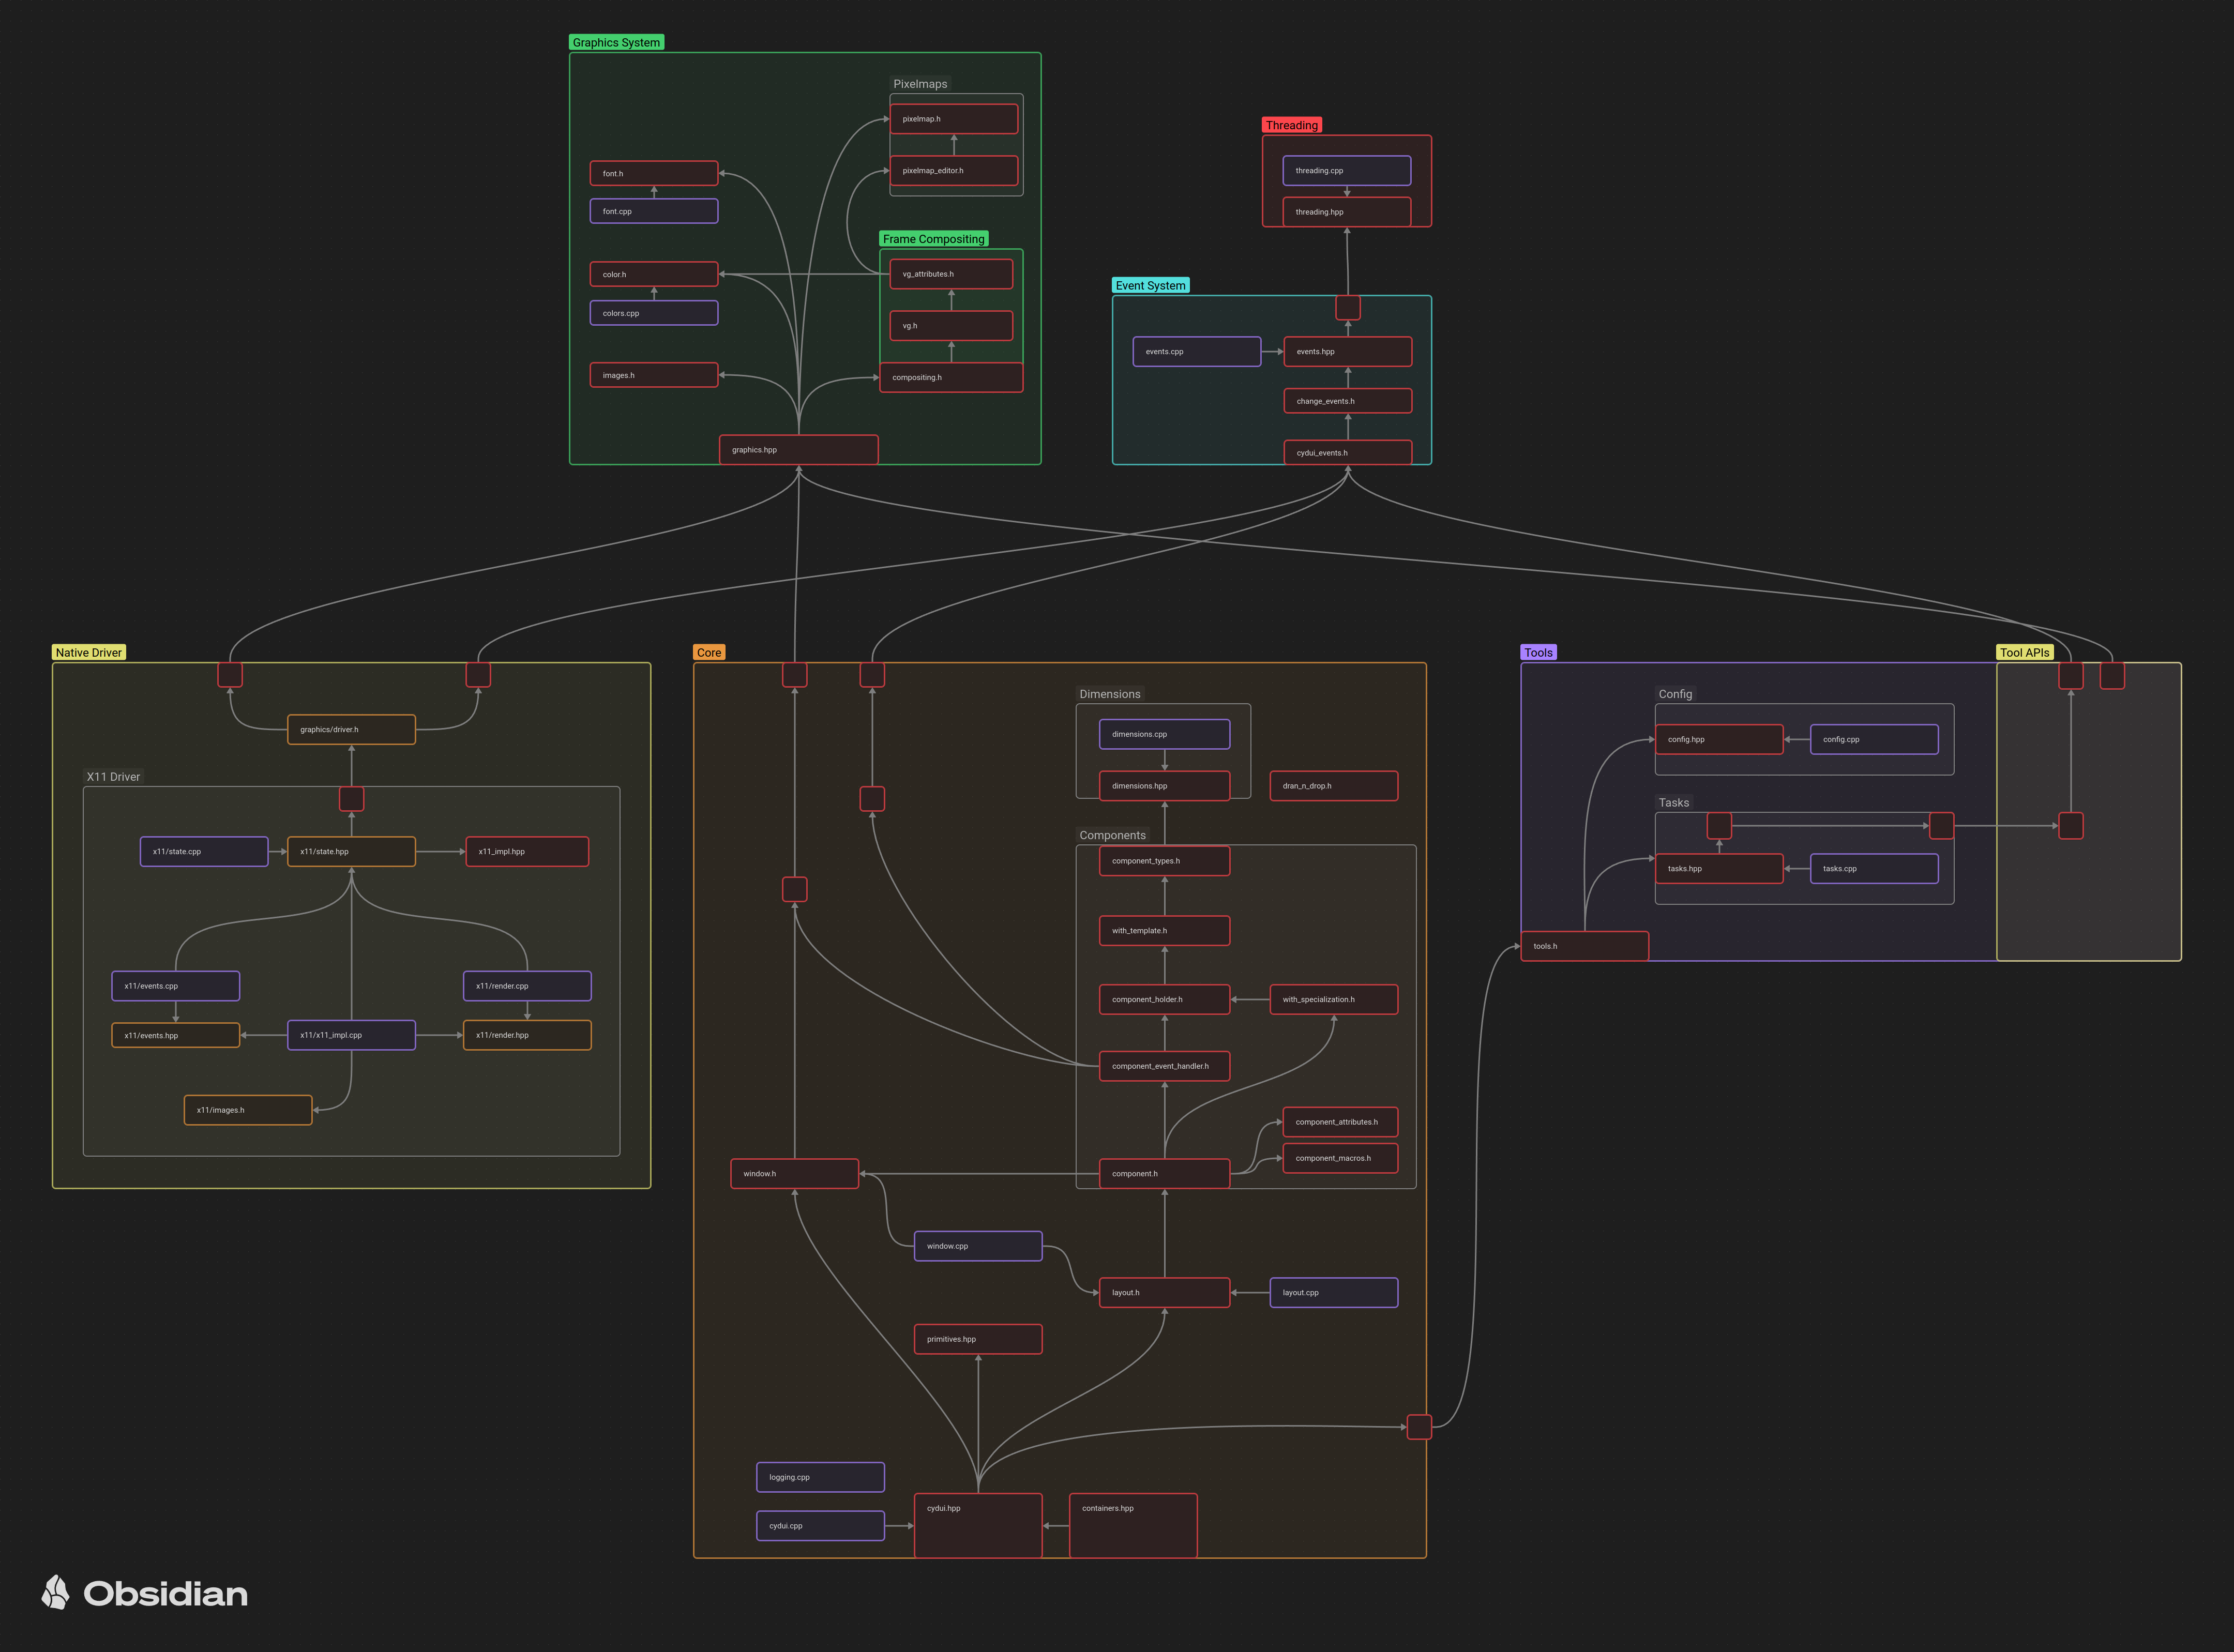 Graphics System
Pixelmaps
pixelmap.h
pixelmap_editor.h
font.h
font.cpp
Frame Compositing
vg_attributes.h
color.h
colors.cpp
vg.h
images.h
compositing.h
graphics.hpp
Threading
threading.cpp
threading.hpp
Event System
events.cpp
events.hpp
change_events.h
cydui_events.h
Native Driver
graphics/driver.h
X11 Driver
x11/state.cpp
x11/state.hpp
x11_impl.hpp
x11/events.cpp
x11/render.cpp
x11/events.hpp
x11/x11_impl.cpp
x11/render.hpp
x11/images.h
Core
Dimensions
dimensions.cpp
dimensions.hpp
dran_n_drop.h
Components
component_types.h
with_template.h
component_holder.h
with_specialization.h
component_event_handler.h
component_attributes.h
component_macros.h
component.h
window.h
window.cpp
layout.h
layout.cpp
primitives.hpp
logging.cpp
cydui.hpp
containers.hpp
cydui.cpp
Tools
Tool APIs
Config
config.hpp
config.cpp
Tasks
tasks.hpp
tasks.cpp
tools.h
Obsidian